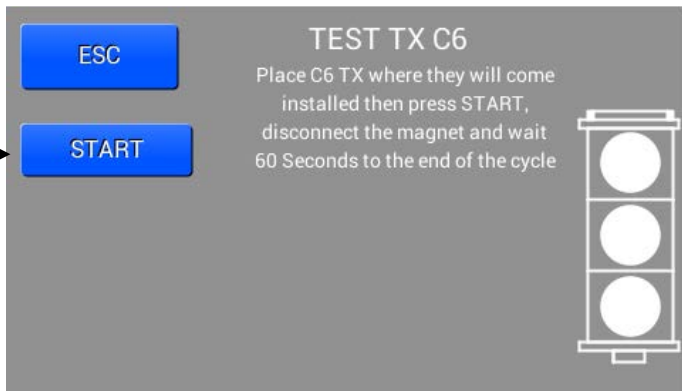 ESC
TEST TX C6
Place C6 TX where they will come
installed then press START,
disconnect the magnet and wait
60 Seconds to the end of the cycle
START